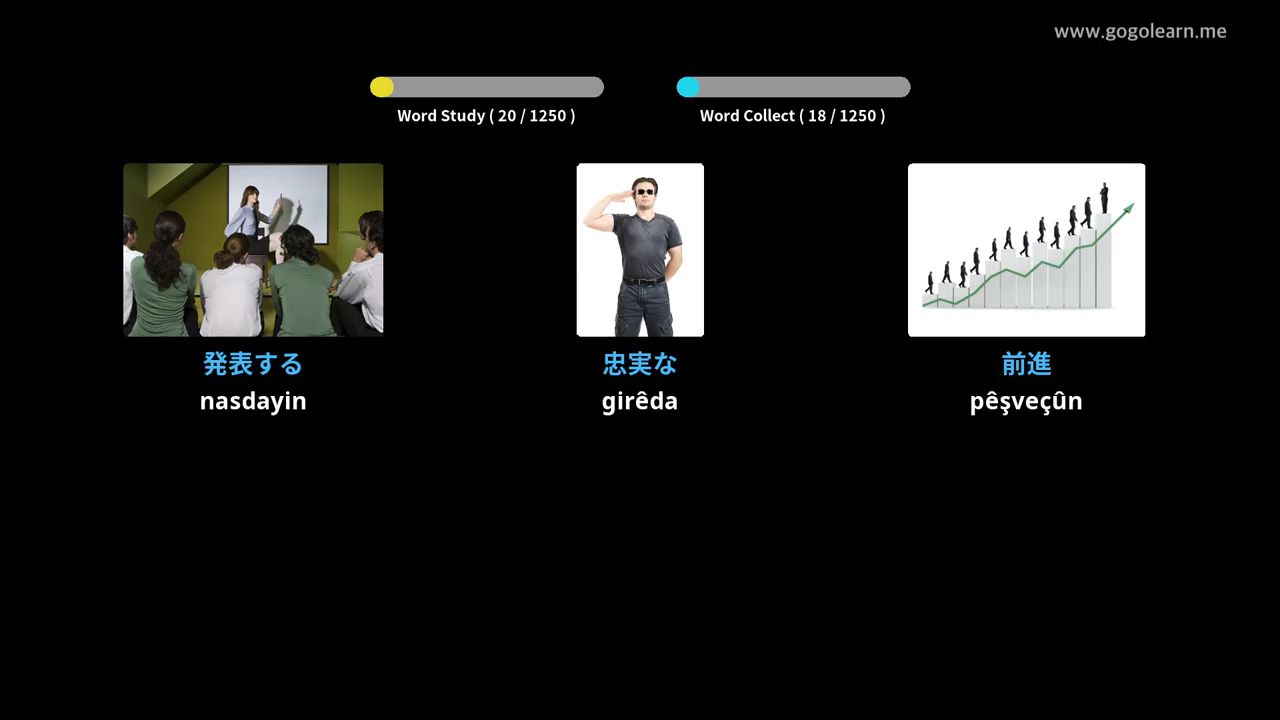 www.gogolearn.me
Word Study ( 20 / 1250 )
Word Collect ( 18 / 1250 )
発表する
忠実な
前進
nasdayin
girêda
pêşveçûn